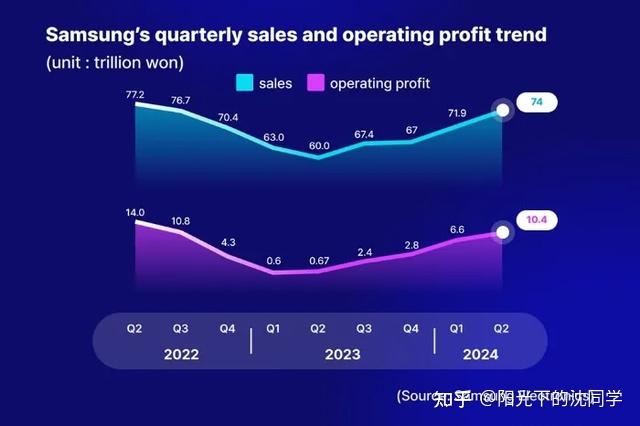 Samsung's quarterly sales and operating profit trend
(unit : trillion won)
sales operating profit
77.2 76.7 70.4 63.0 60.0 67.4 67 71.9 74
14.0 10.8 4.3 0.6 0.67 2.4 2.8 6.6 10.4
Q2 Q3 Q4 Q1 Q2 Q3 Q4 Q1 Q2
2022 2023 2024
(Source: Samsung
知乎 @阳光下的沈同学